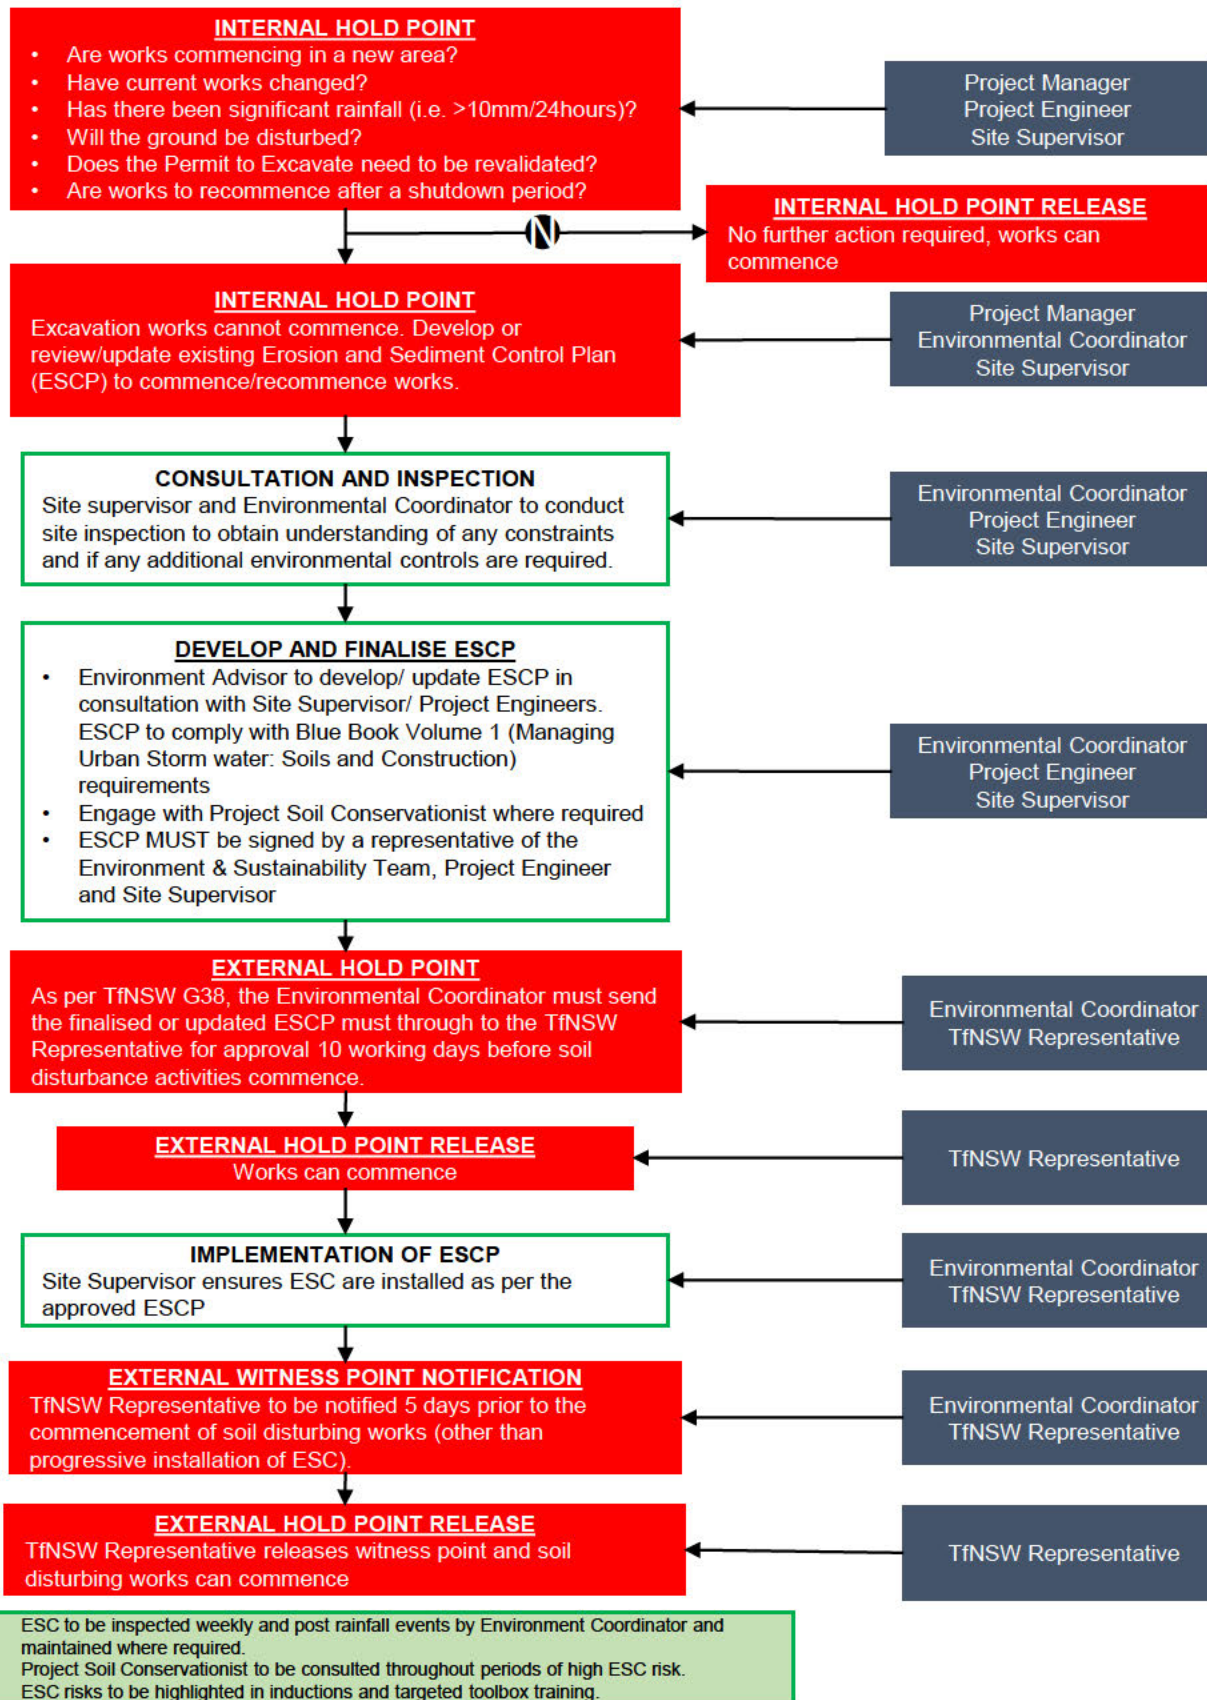 INTERNAL HOLD POINT
• Are works commencing in a new area?
• Have current works changed?
• Has there been significant rainfall (i.e. >10mm/24hours)?
• Will the ground be disturbed?
• Does the Permit to Excavate need to be revalidated?
• Are works to recommence after a shutdown period?
Project Manager
Project Engineer
Site Supervisor
N
INTERNAL HOLD POINT RELEASE
No further action required, works can
commence
INTERNAL HOLD POINT
Excavation works cannot commence. Develop or
review/update existing Erosion and Sediment Control Plan
(ESCP) to commence/recommence works.
Project Manager
Environmental Coordinator
Site Supervisor
CONSULTATION AND INSPECTION
Site supervisor and Environmental Coordinator to conduct
site inspection to obtain understanding of any constraints
and if any additional environmental controls are required.
Environmental Coordinator
Project Engineer
Site Supervisor
DEVELOP AND FINALISE ESCP
• Environment Advisor to develop/ update ESCP in
consultation with Site Supervisor/ Project Engineers.
ESCP to comply with Blue Book Volume 1 (Managing
Urban Storm water: Soils and Construction)
requirements
• Engage with Project Soil Conservationist where required
• ESCP MUST be signed by a representative of the
Environment & Sustainability Team, Project Engineer
and Site Supervisor
Environmental Coordinator
Project Engineer
Site Supervisor
EXTERNAL HOLD POINT
As per TfNSW G38, the Environmental Coordinator must send
the finalised or updated ESCP must through to the TfNSW
Representative for approval 10 working days before soil
disturbance activities commence.
Environmental Coordinator
TfNSW Representative
EXTERNAL HOLD POINT RELEASE
Works can commence
TfNSW Representative
IMPLEMENTATION OF ESCP
Site Supervisor ensures ESC are installed as per the
approved ESCP
Environmental Coordinator
TfNSW Representative
EXTERNAL WITNESS POINT NOTIFICATION
TfNSW Representative to be notified 5 days prior to the
commencement of soil disturbing works (other than
progressive installation of ESC).
Environmental Coordinator
TfNSW Representative
EXTERNAL HOLD POINT RELEASE
TfNSW Representative releases witness point and soil
disturbing works can commence
TfNSW Representative
ESC to be inspected weekly and post rainfall events by Environment Coordinator and
maintained where required.
Project Soil Conservationist to be consulted throughout periods of high ESC risk.
ESC risks to be highlighted in inductions and targeted toolbox training.